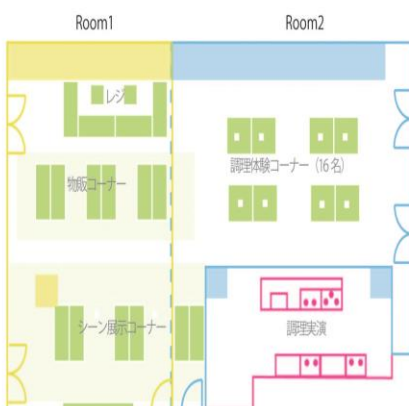 Room1
Room2
レジ
物販コーナー
調理体験コーナー（16名）
シーン展示コーナー
調理実演